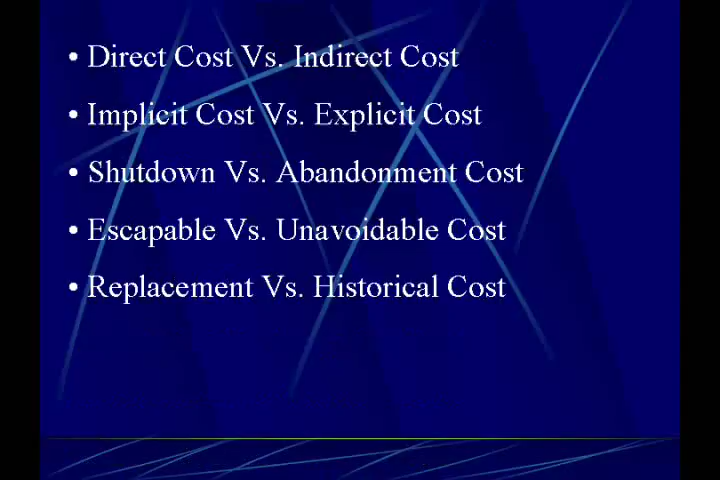 • Direct Cost Vs. Indirect Cost
• Implicit Cost Vs. Explicit Cost
• Shutdown Vs. Abandonment Cost
• Escapable Vs. Unavoidable Cost
• Replacement Vs. Historical Cost